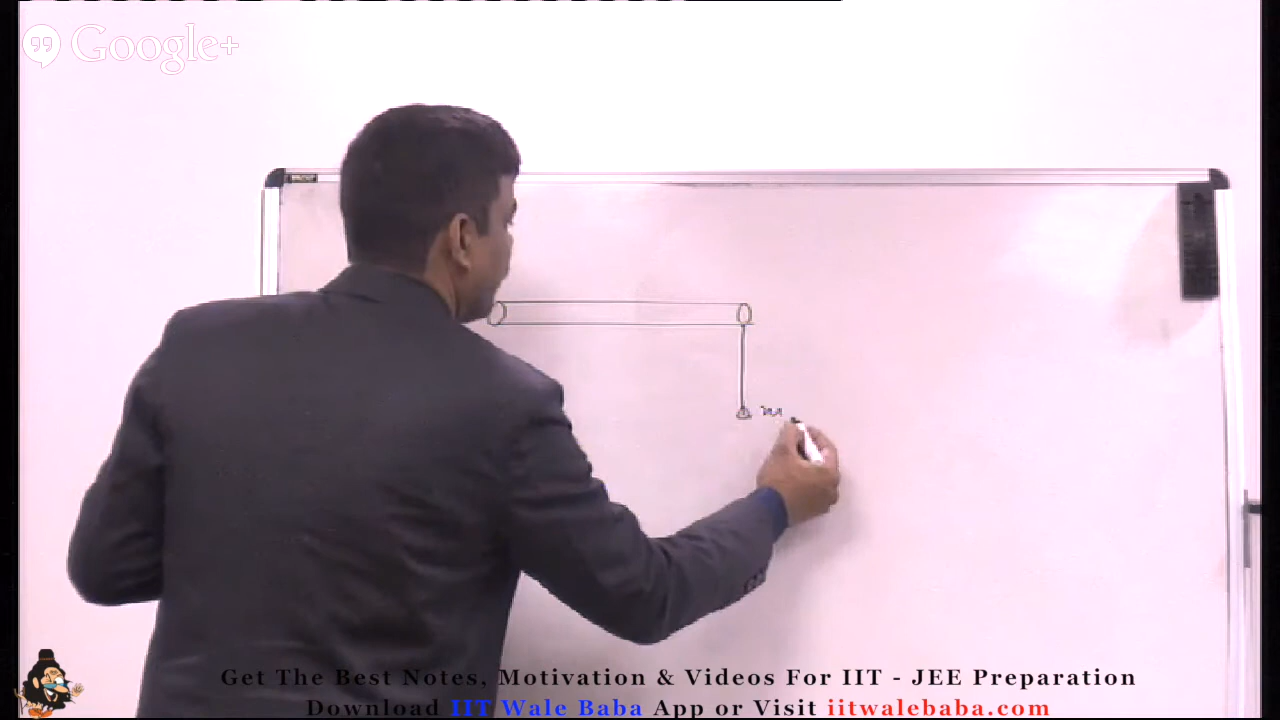 Google+
m
Get The Best Notes, Motivation & Videos For IIT - JEE Preparation
Download IIT Wale Baba App or Visit iitwalebaba.com